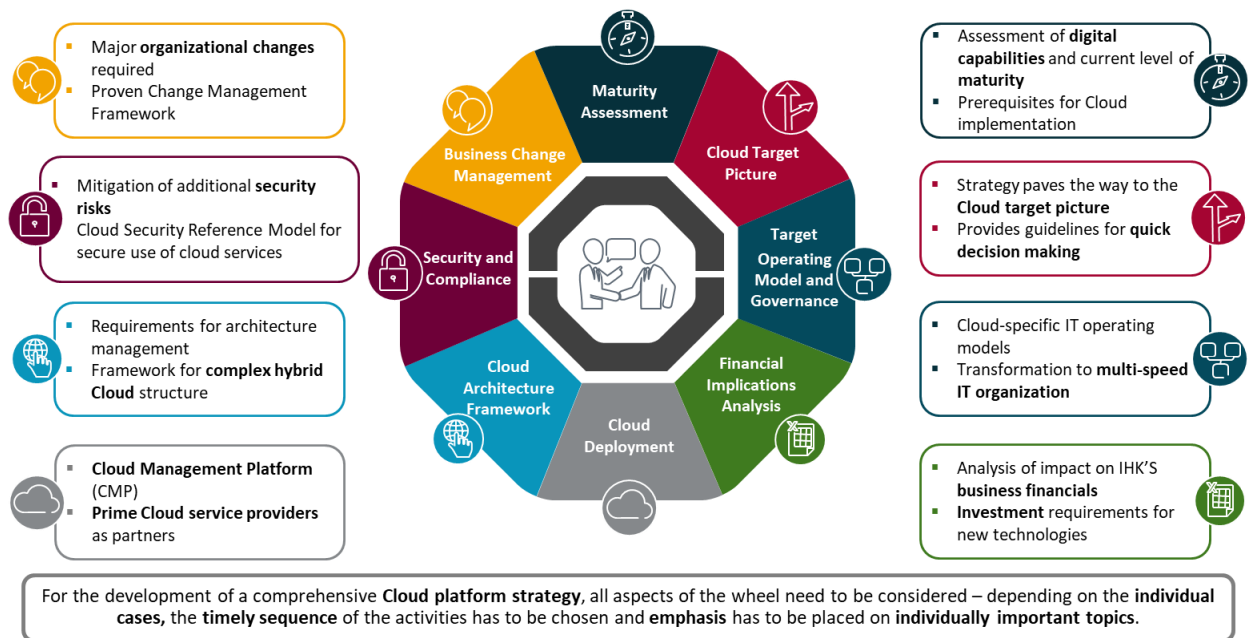 Major organizational changes
required
Proven Change Management
Framework
Mitigation of additional security
risks
Cloud Security Reference Model for
secure use of cloud services
Requirements for architecture
management
Framework for complex hybrid
Cloud structure
Cloud Management Platform
(CMP)
Prime Cloud service providers
as partners
Maturity
Assessment
Cloud Target
Picture
Target
Operating
Model and
Governance
Financial
Implications
Analysis
Cloud
Deployment
Cloud
Architecture
Framework
Security and
Compliance
Business Change
Management
Assessment of digital
capabilities and current level of
maturity
Prerequisites for Cloud
implementation
Strategy paves the way to the
Cloud target picture
Provides guidelines for quick
decision making
Cloud-specific IT operating
models
Transformation to multi-speed
IT organization
Analysis of impact on IHK'S
business financials
Investment requirements for
new technologies
For the development of a comprehensive Cloud platform strategy, all aspects of the wheel need to be considered – depending on the individual
cases, the timely sequence of the activities has to be chosen and emphasis has to be placed on individually important topics.